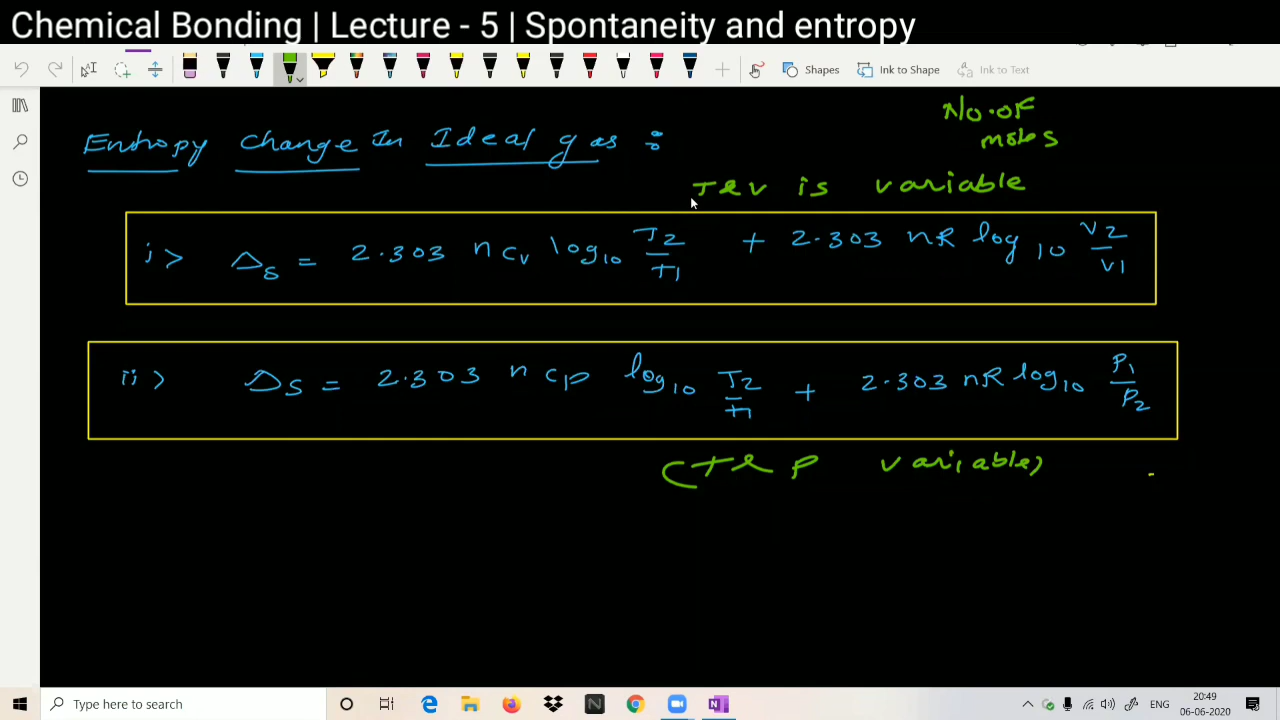 Chemical Bonding | Lecture - 5 | Spontaneity and entropy
Shapes Ink to Shape Ink to Text
No. of
moles
Entropy Change In Ideal gas :
T & V is variable
i> ΔS = 2.303 n Cv log10 T2/T1 + 2.303 nR log10 V2/V1
ii> ΔS = 2.303 n Cp log10 T2/T1 + 2.303 nR log10 P1/P2
(T & P variable)
Type here to search
ENG
20:49
06-06-2020